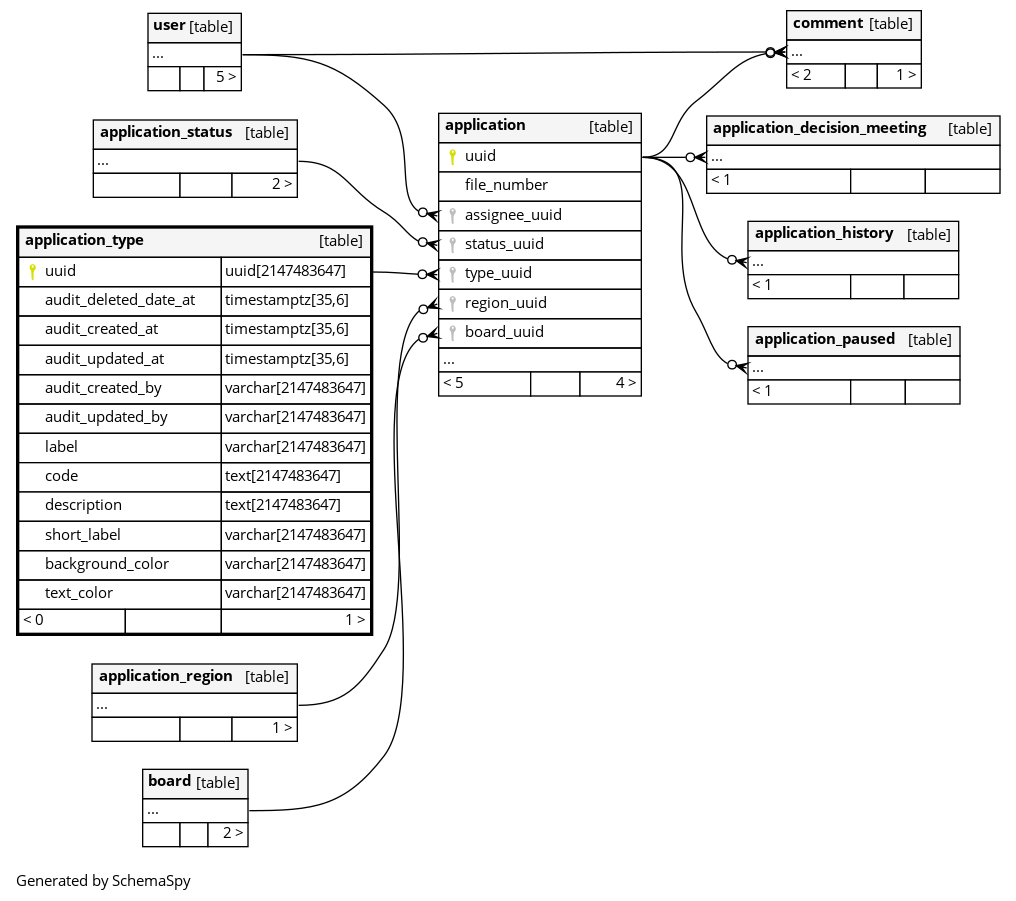 user [table]
...
5 >
application_status [table]
...
2 >
application_type [table]
uuid uuid[2147483647]
audit_deleted_date_at timestamptz[35,6]
audit_created_at timestamptz[35,6]
audit_updated_at timestamptz[35,6]
audit_created_by varchar[2147483647]
audit_updated_by varchar[2147483647]
label varchar[2147483647]
code text[2147483647]
description text[2147483647]
short_label varchar[2147483647]
background_color varchar[2147483647]
text_color varchar[2147483647]
< 0 1 >
application_region [table]
...
1 >
board [table]
...
2 >
application [table]
uuid
file_number
assignee_uuid
status_uuid
type_uuid
region_uuid
board_uuid
...
< 5 4 >
comment [table]
...
< 2 1 >
application_decision_meeting [table]
...
< 1
application_history [table]
...
< 1
application_paused [table]
...
< 1
Generated by SchemaSpy